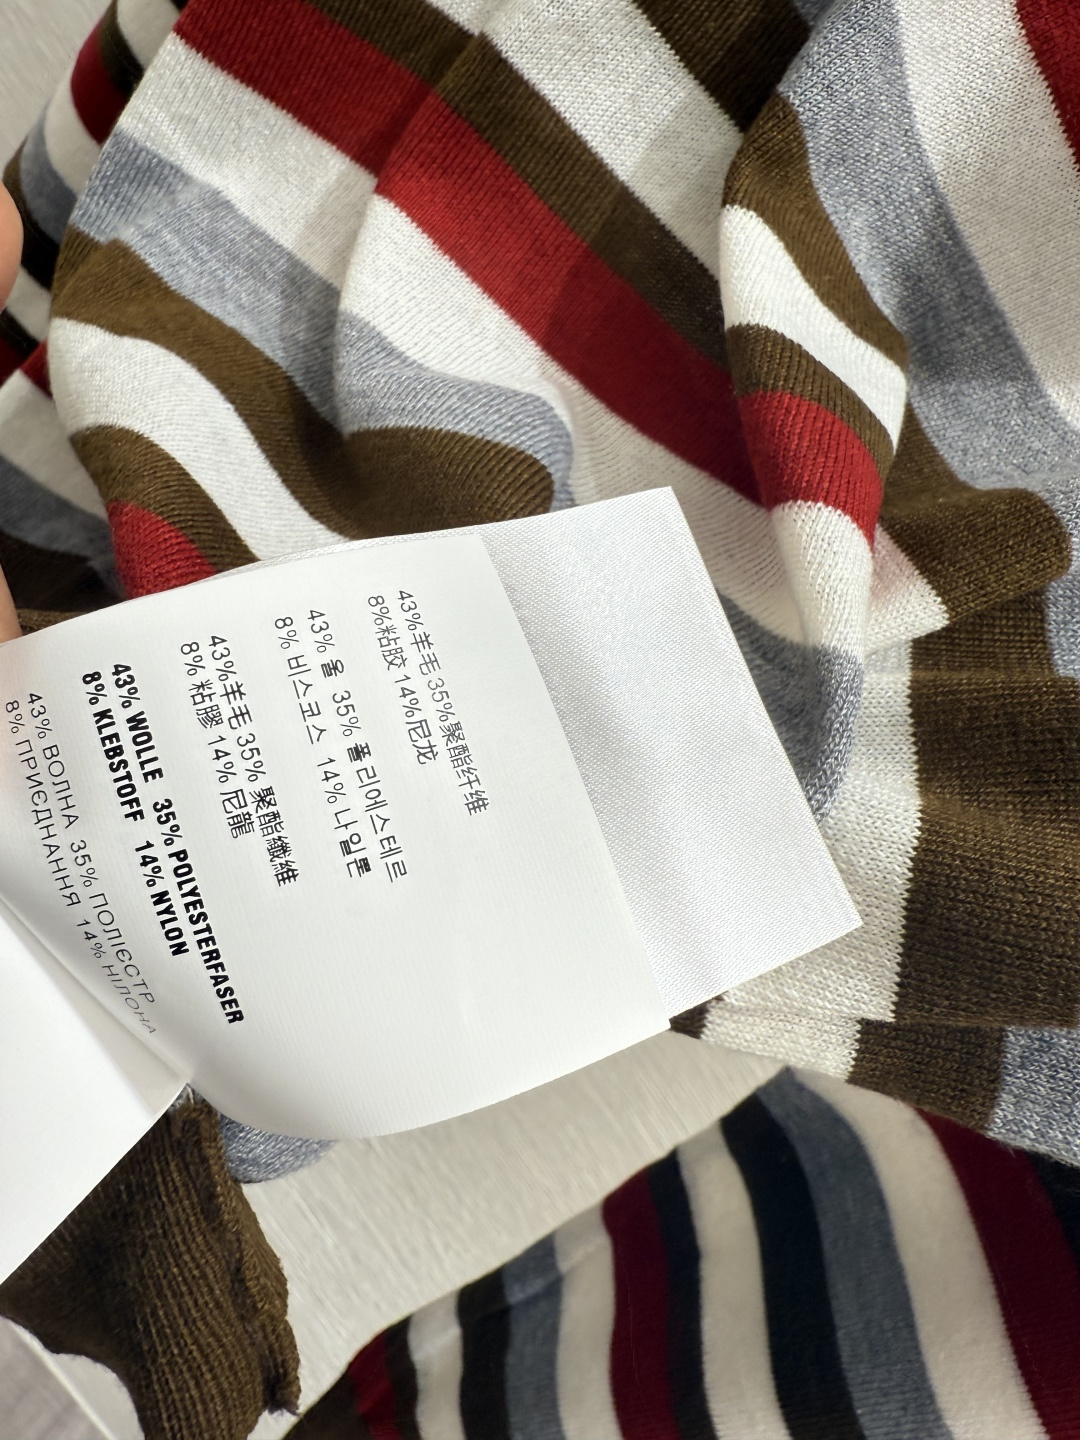 43%羊毛 35%聚酯纤维
8%粘胶 14%尼龙
43% 울 35% 폴리에스테르
8% 비스코스 14% 나일론
43%羊毛 35% 聚酯纖維
8% 粘膠 14% 尼龍
43% WOLLE 35% POLYESTERFASER
8% KLEBSTOFF 14% NYLON
43% ВОЛНА 35% ПОЛІЄСТР
8% ПРИЄДНАННЯ 14% НІЛОНА